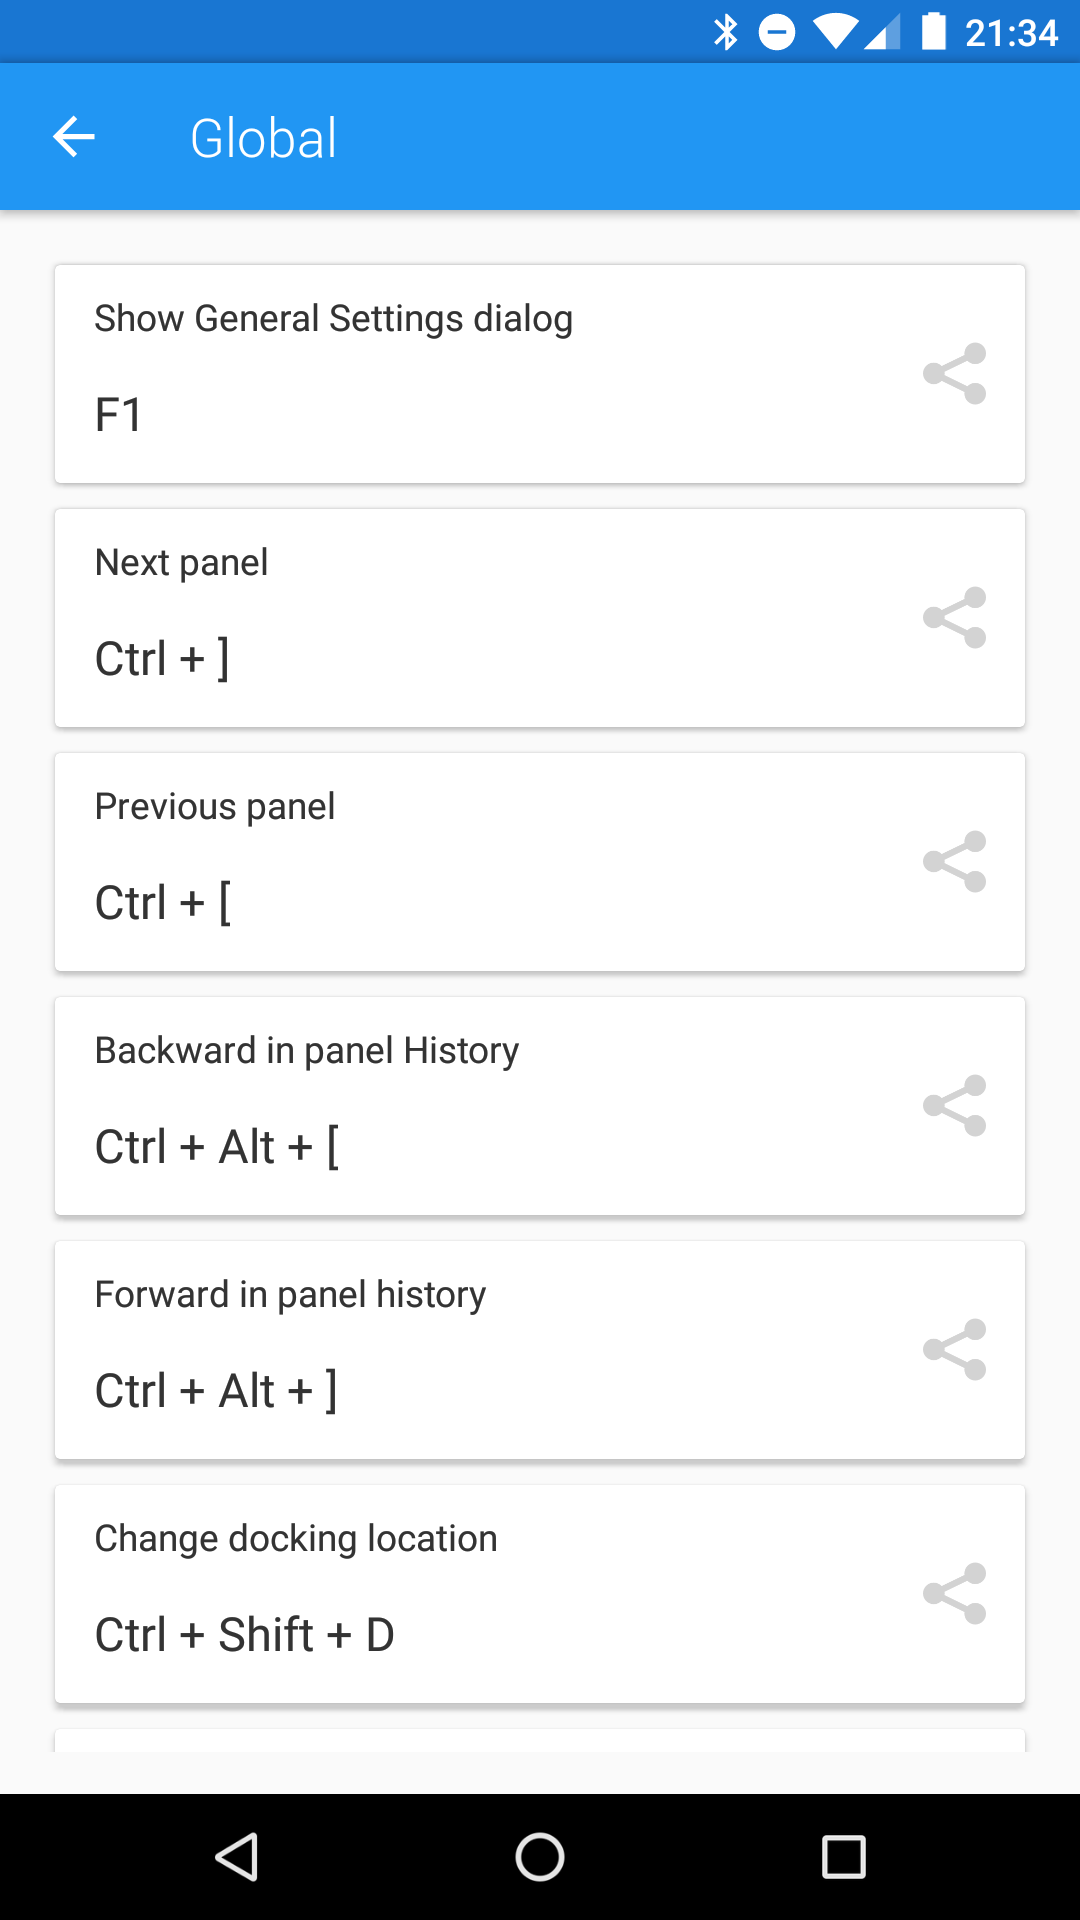 21:34
Global
Show General Settings dialog
F1
Next panel
Ctrl + ]
Previous panel
Ctrl + [
Backward in panel History
Ctrl + Alt + [
Forward in panel history
Ctrl + Alt + ]
Change docking location
Ctrl + Shift + D